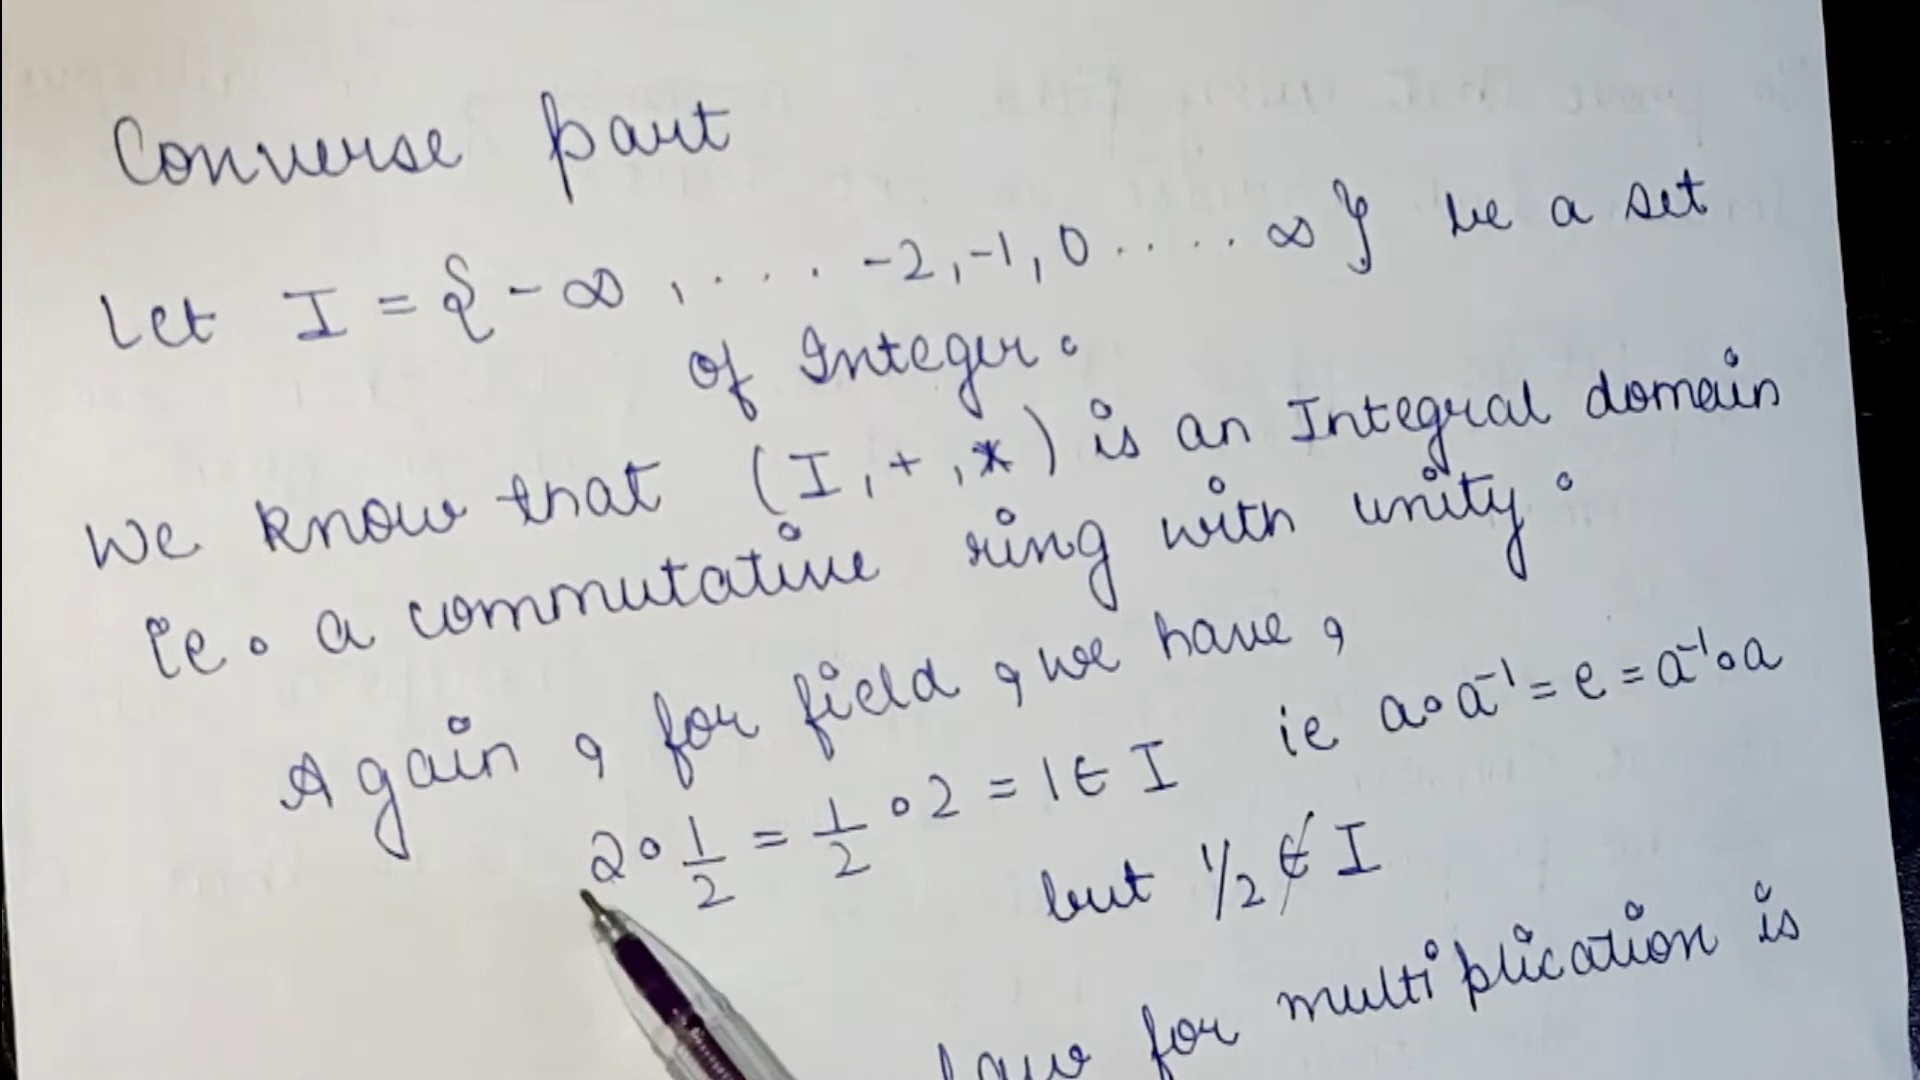 Converse part
Let I = {-∞, .... -2, -1, 0 .... ∞} be a set
of Integer.
We know that (I, +, *) is an Integral domain
ie. a commutative ring with unity.
Again, for field, we have,
ie a∘a⁻¹ = e = a⁻¹∘a
2∘1/2 = 1/2∘2 = 1 ∈ I
but 1/2 ∉ I
law for multiplication is